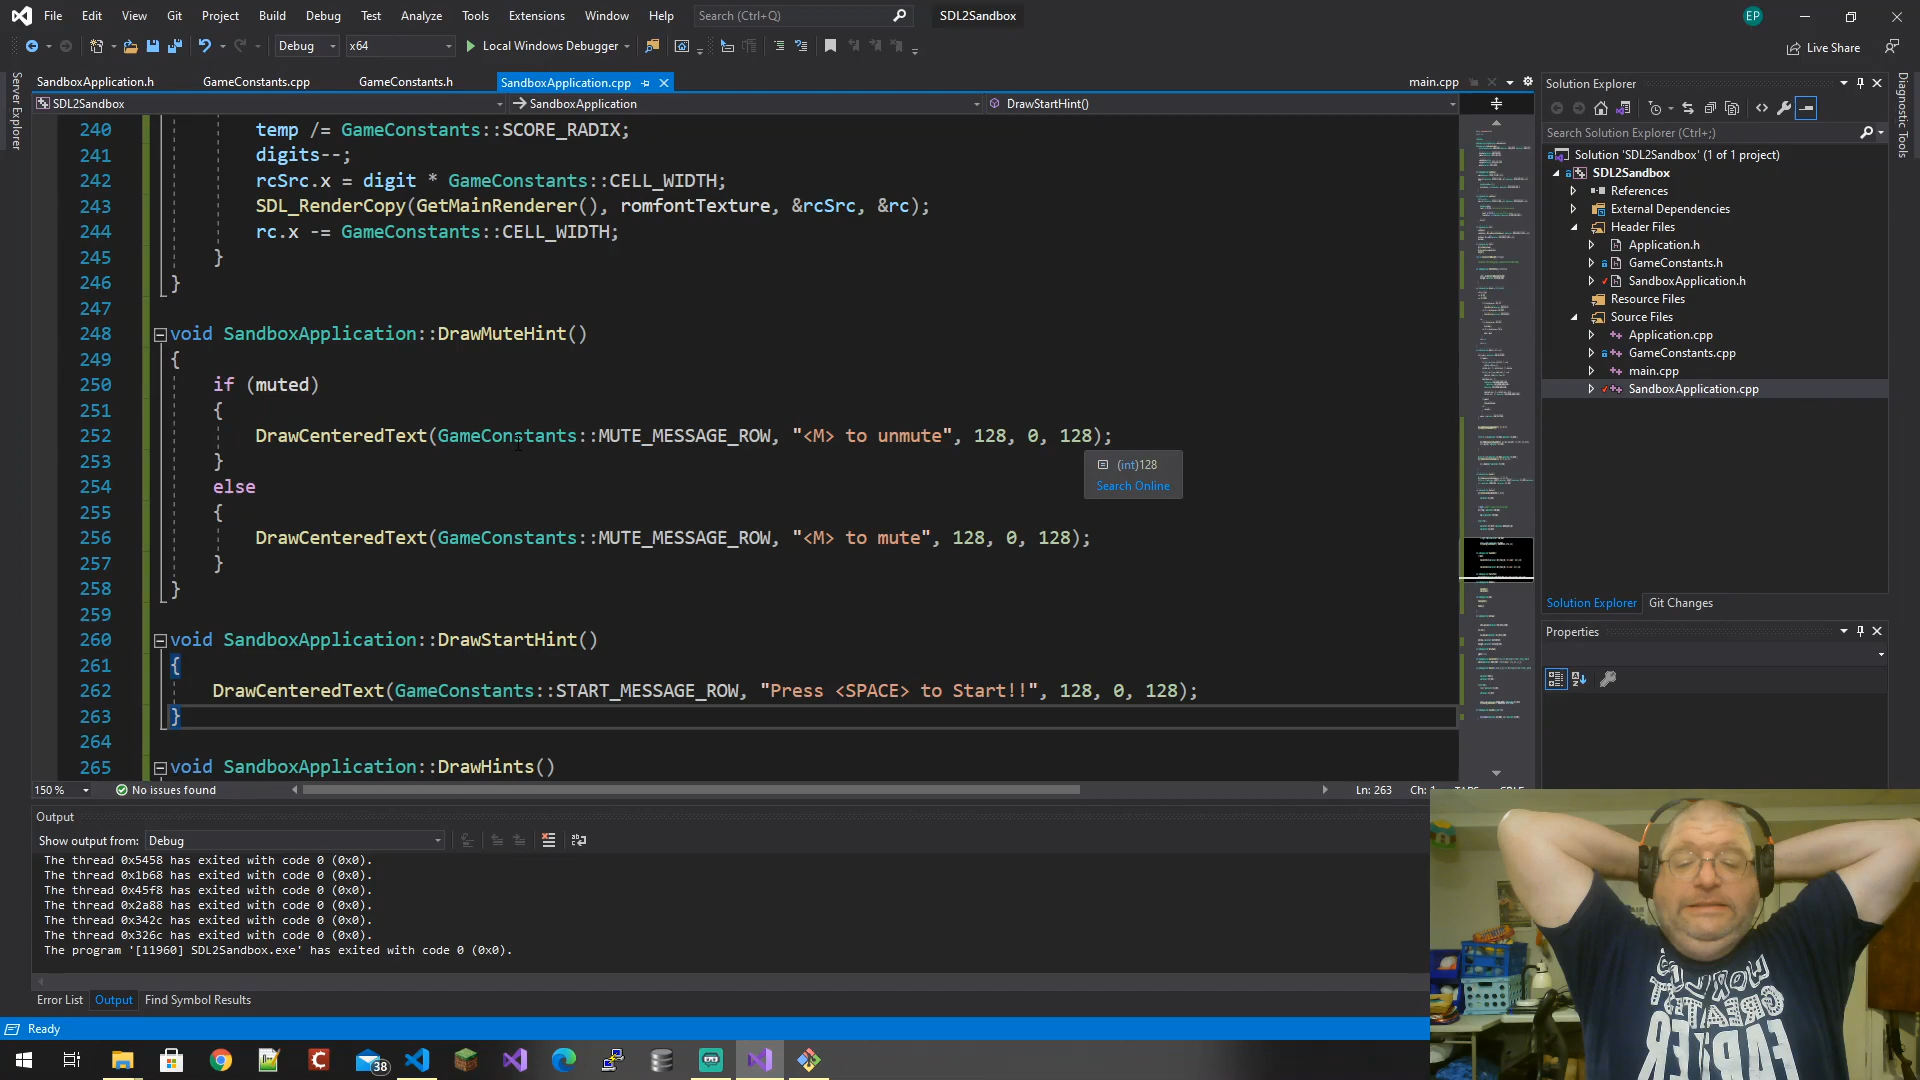 File Edit View Git Project Build Debug Test Analyze Tools Extensions Window Help Search (Ctrl+Q) SDL2Sandbox EP
Debug x64 Local Windows Debugger Live Share
SandboxApplication.h GameConstants.cpp GameConstants.h SandboxApplication.cpp main.cpp
SDL2Sandbox SandboxApplication DrawStartHint()
Server Explorer
240 temp /= GameConstants::SCORE_RADIX;
241 digits--;
242 rcSrc.x = digit * GameConstants::CELL_WIDTH;
243 SDL_RenderCopy(GetMainRenderer(), romfontTexture, &rcSrc, &rc);
244 rc.x -= GameConstants::CELL_WIDTH;
245 }
246 }
247
248 void SandboxApplication::DrawMuteHint()
249 {
250 if (muted)
251 {
252 DrawCenteredText(GameConstants::MUTE_MESSAGE_ROW, "<M> to unmute", 128, 0, 128);
(int)128
Search Online
253 }
254 else
255 {
256 DrawCenteredText(GameConstants::MUTE_MESSAGE_ROW, "<M> to mute", 128, 0, 128);
257 }
258 }
259
260 void SandboxApplication::DrawStartHint()
261 {
262 DrawCenteredText(GameConstants::START_MESSAGE_ROW, "Press <SPACE> to Start!!", 128, 0, 128);
263 }
264
265 void SandboxApplication::DrawHints()
150 % No issues found Ln: 263
Output
Show output from: Debug
The thread 0x5458 has exited with code 0 (0x0).
The thread 0x1b68 has exited with code 0 (0x0).
The thread 0x45f8 has exited with code 0 (0x0).
The thread 0x2a88 has exited with code 0 (0x0).
The thread 0x342c has exited with code 0 (0x0).
The thread 0x326c has exited with code 0 (0x0).
The program '[11960] SDL2Sandbox.exe' has exited with code 0 (0x0).
Error List Output Find Symbol Results
Ready
38
Solution Explorer
Search Solution Explorer (Ctrl+;)
Solution 'SDL2Sandbox' (1 of 1 project)
SDL2Sandbox
References
External Dependencies
Header Files
Application.h
GameConstants.h
SandboxApplication.h
Resource Files
Source Files
Application.cpp
GameConstants.cpp
main.cpp
SandboxApplication.cpp
Solution Explorer Git Changes
Properties
Diagnostic Tools